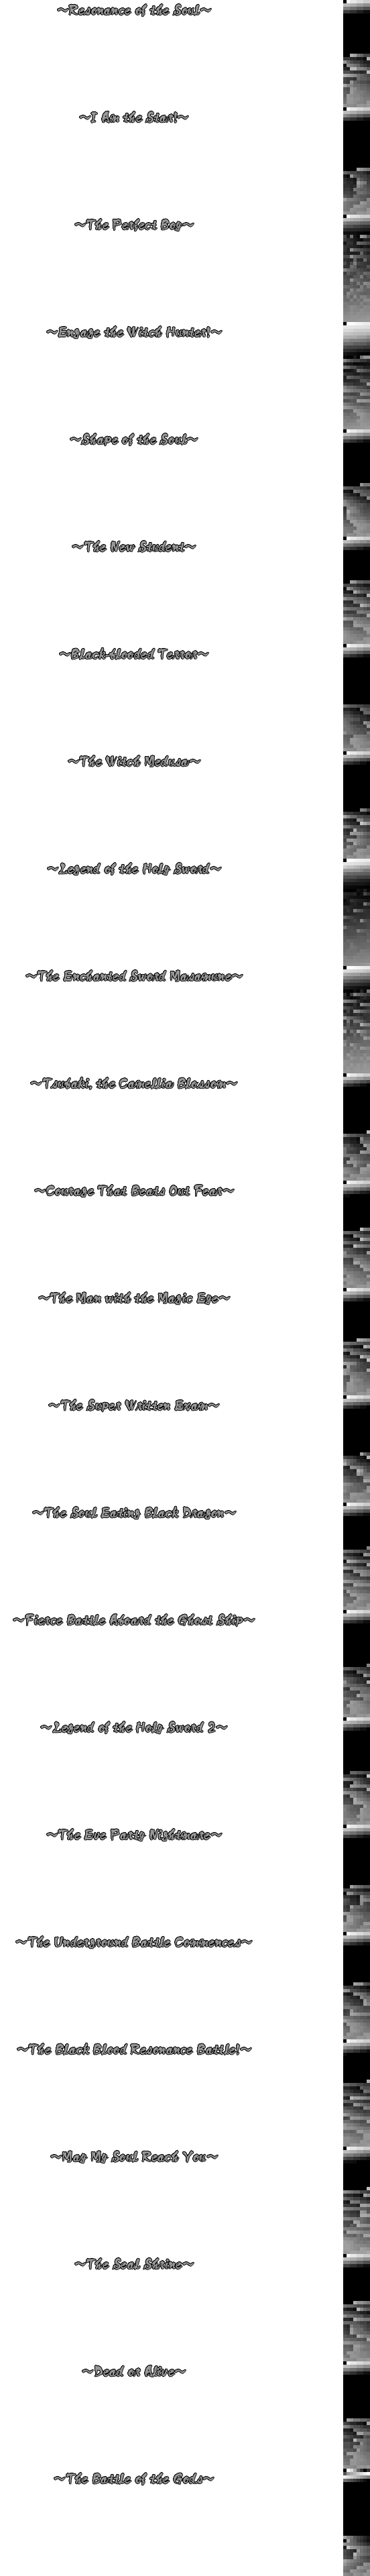 ~Resonance of the Soul~
~I Am the Star!~
~The Perfect Boy~
~Engage the Witch Hunter!~
~Shape of the Soul~
~The New Student~
~Black-blooded Terror~
~The Witch Medusa~
~Legend of the Holy Sword~
~The Enchanted Sword Masamune~
~Tsubaki, the Camellia Blossom~
~Courage That Beats Out Fear~
~The Man with the Magic Eye~
~The Super Written Exam~
~The Soul Eating Black Dragon~
~Fierce Battle Aboard the Ghost Ship~
~Legend of the Holy Sword 2~
~The Eve Party Nightmare~
~The Underground Battle Commences~
~The Black Blood Resonance Battle!~
~May My Soul Reach You~
~The Seal Shrine~
~Dead or Alive~
~The Battle of the Gods~